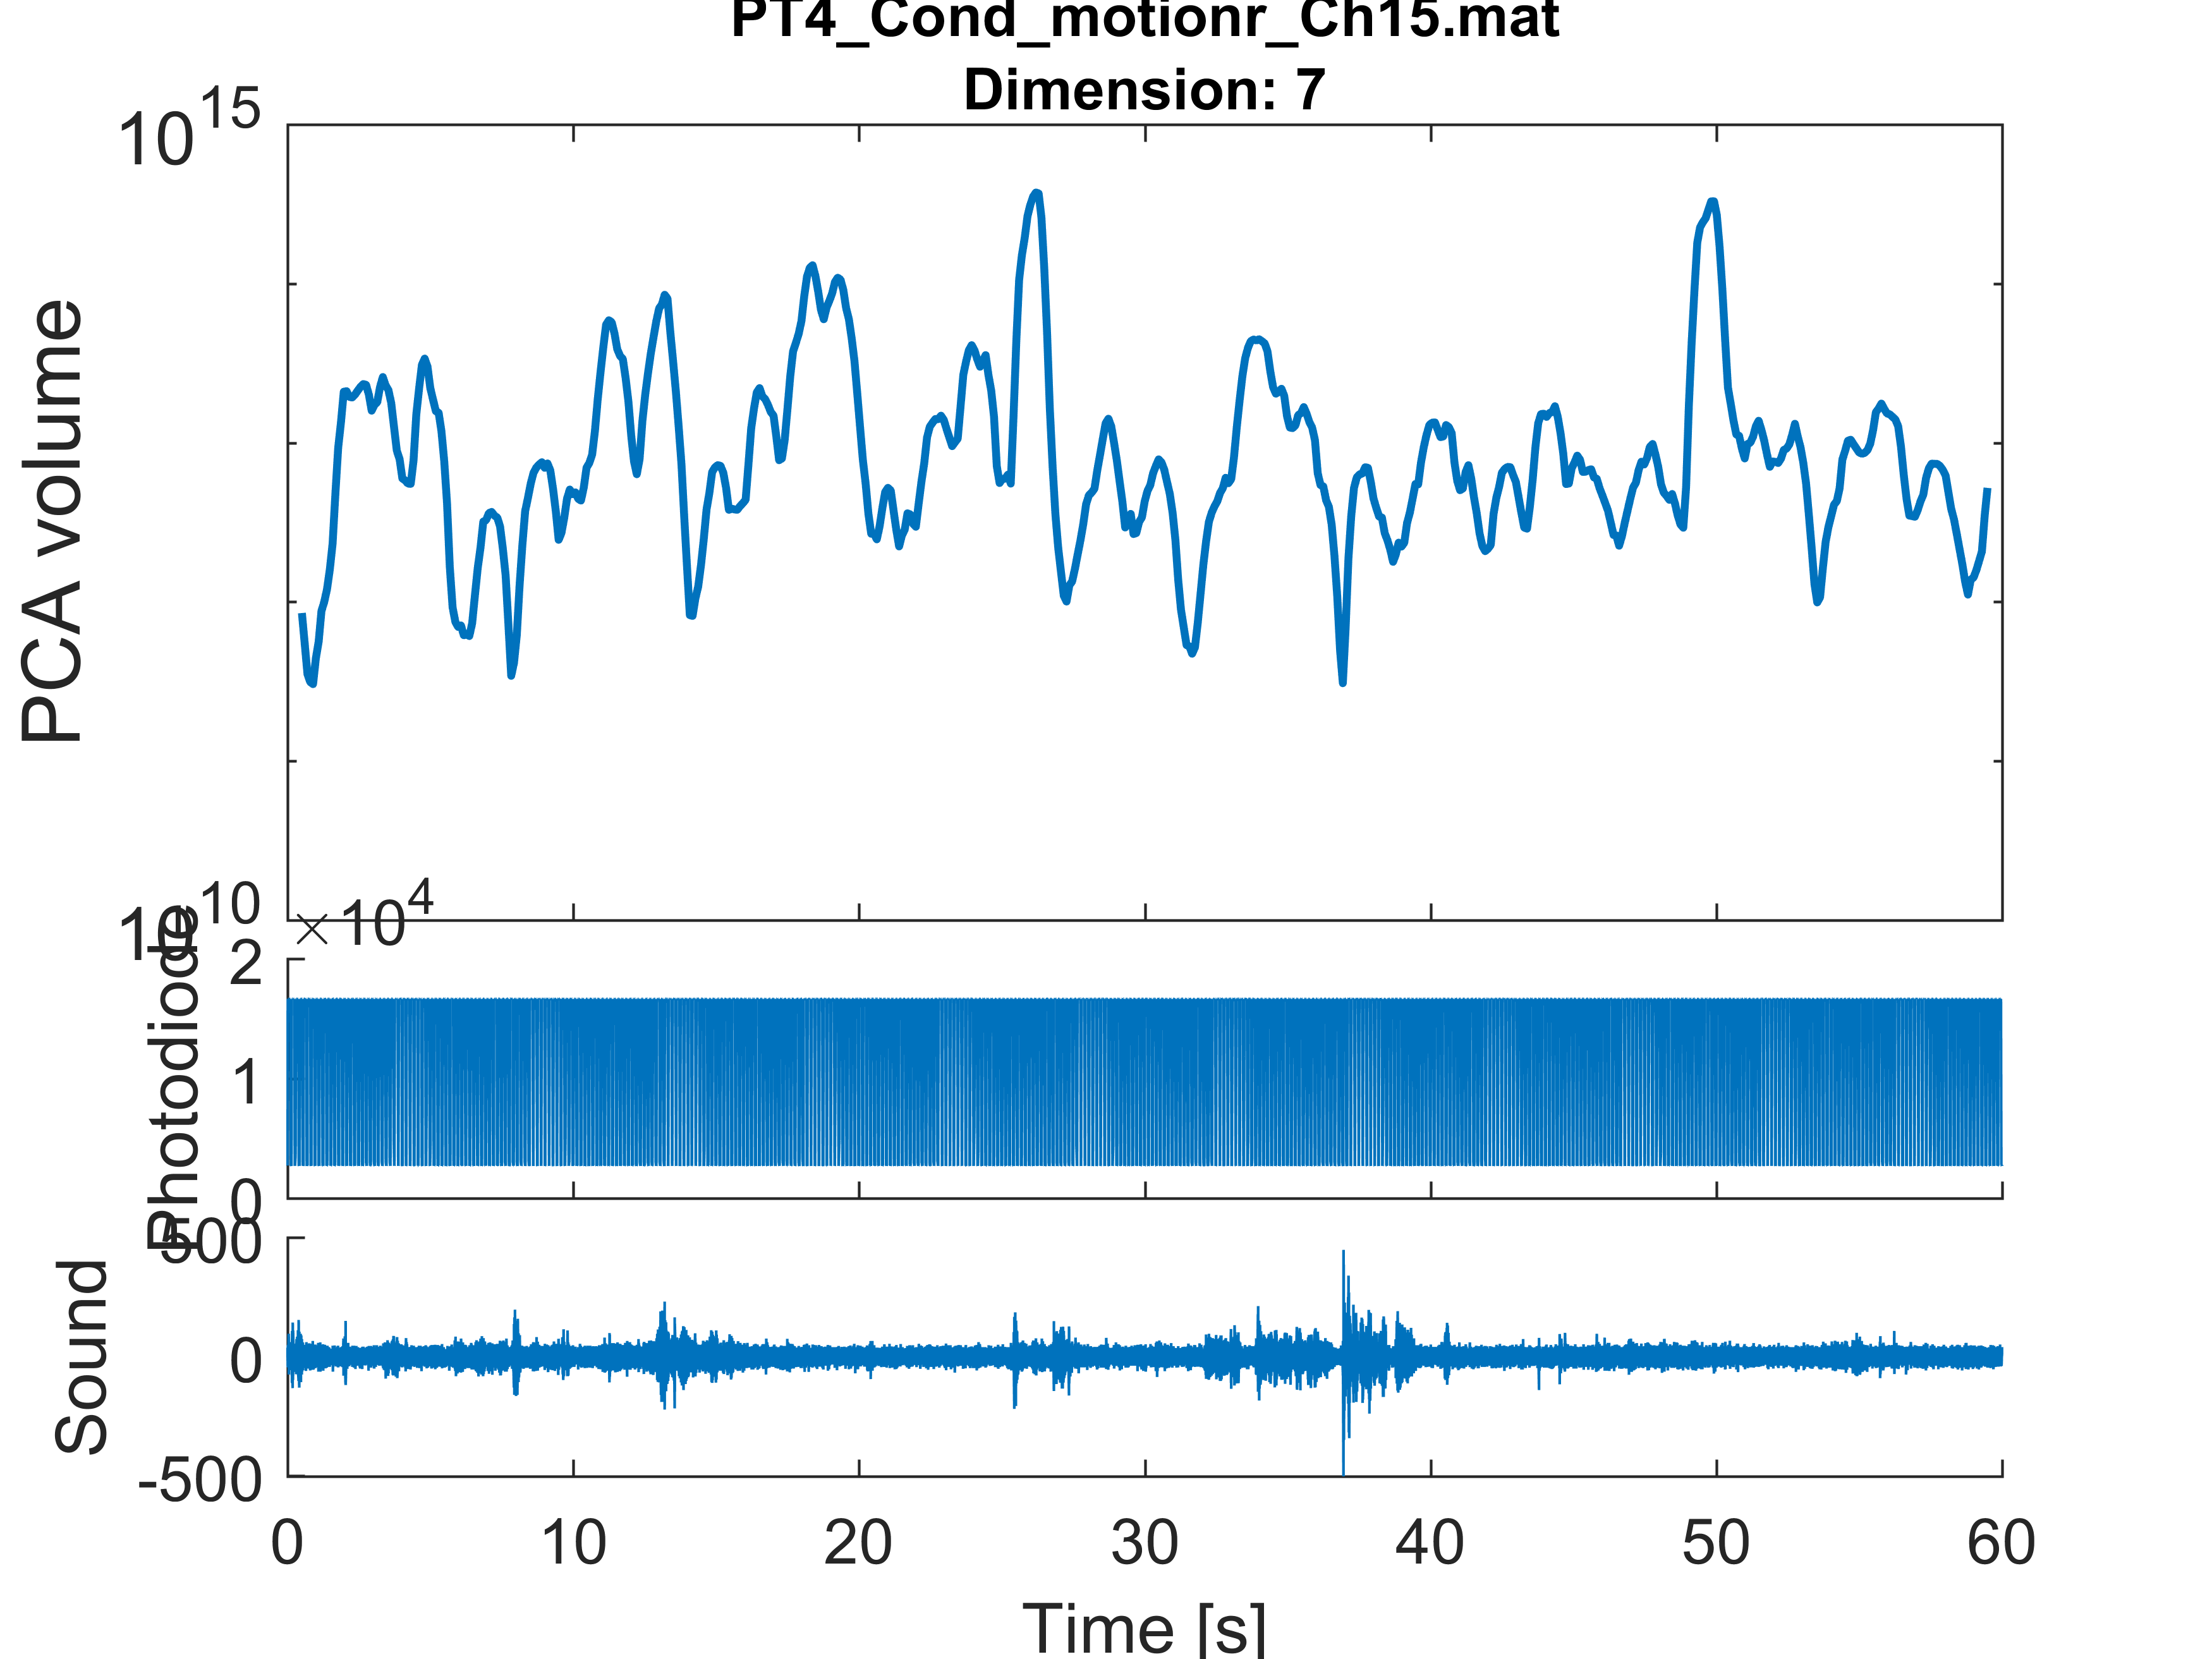 PT4_Cond_motionr_Ch15.mat
Dimension: 7
10^15
PCA volume
10^10
×10^4
2
Photodiode
1
0
500
Sound
0
-500
0 10 20 30 40 50 60
Time [s]